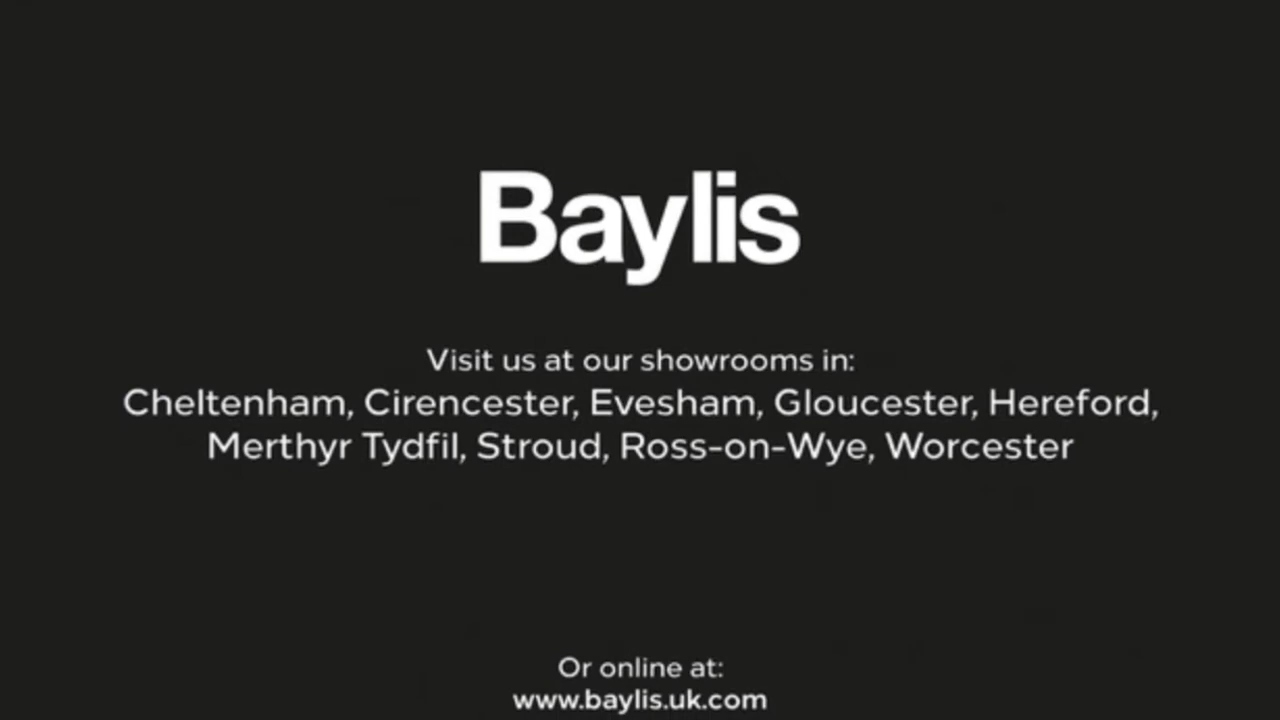 Baylis
Visit us at our showrooms in:
Cheltenham, Cirencester, Evesham, Gloucester, Hereford,
Merthyr Tydfil, Stroud, Ross-on-Wye, Worcester
Or online at:
www.baylis.uk.com